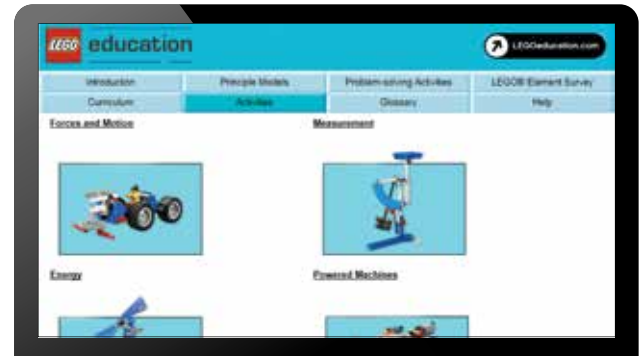 LEGO education
LEGOeducation.com
Introduction Principle Models Problem-solving Activities LEGO® Element Survey
Curriculum Activities Glossary Help
Forces and Motion Measurement
Energy Powered Machines